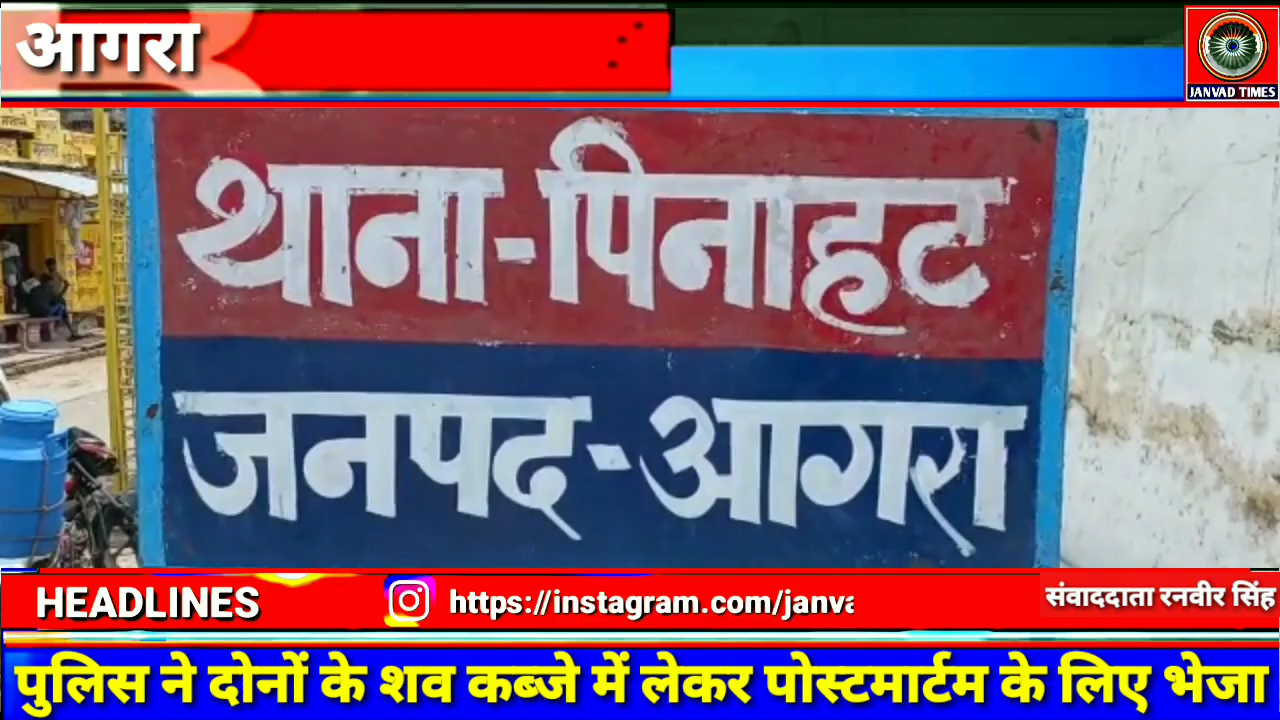 आगरा
JANVAD TIMES
थाना-पिनाहट
जनपद-आगरा
HEADLINES
https://instagram.com/janva
संवाददाता रनवीर सिंह
पुलिस ने दोनों के शव कब्जे में लेकर पोस्टमार्टम के लिए भेजा